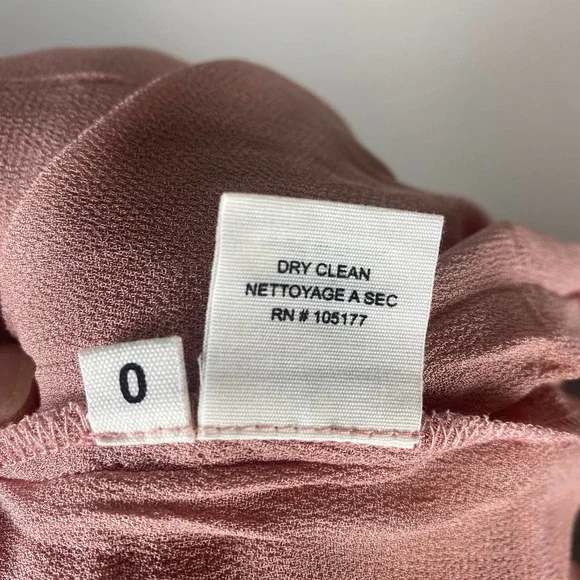 DRY CLEAN
NETTOYAGE A SEC
RN # 105177
0